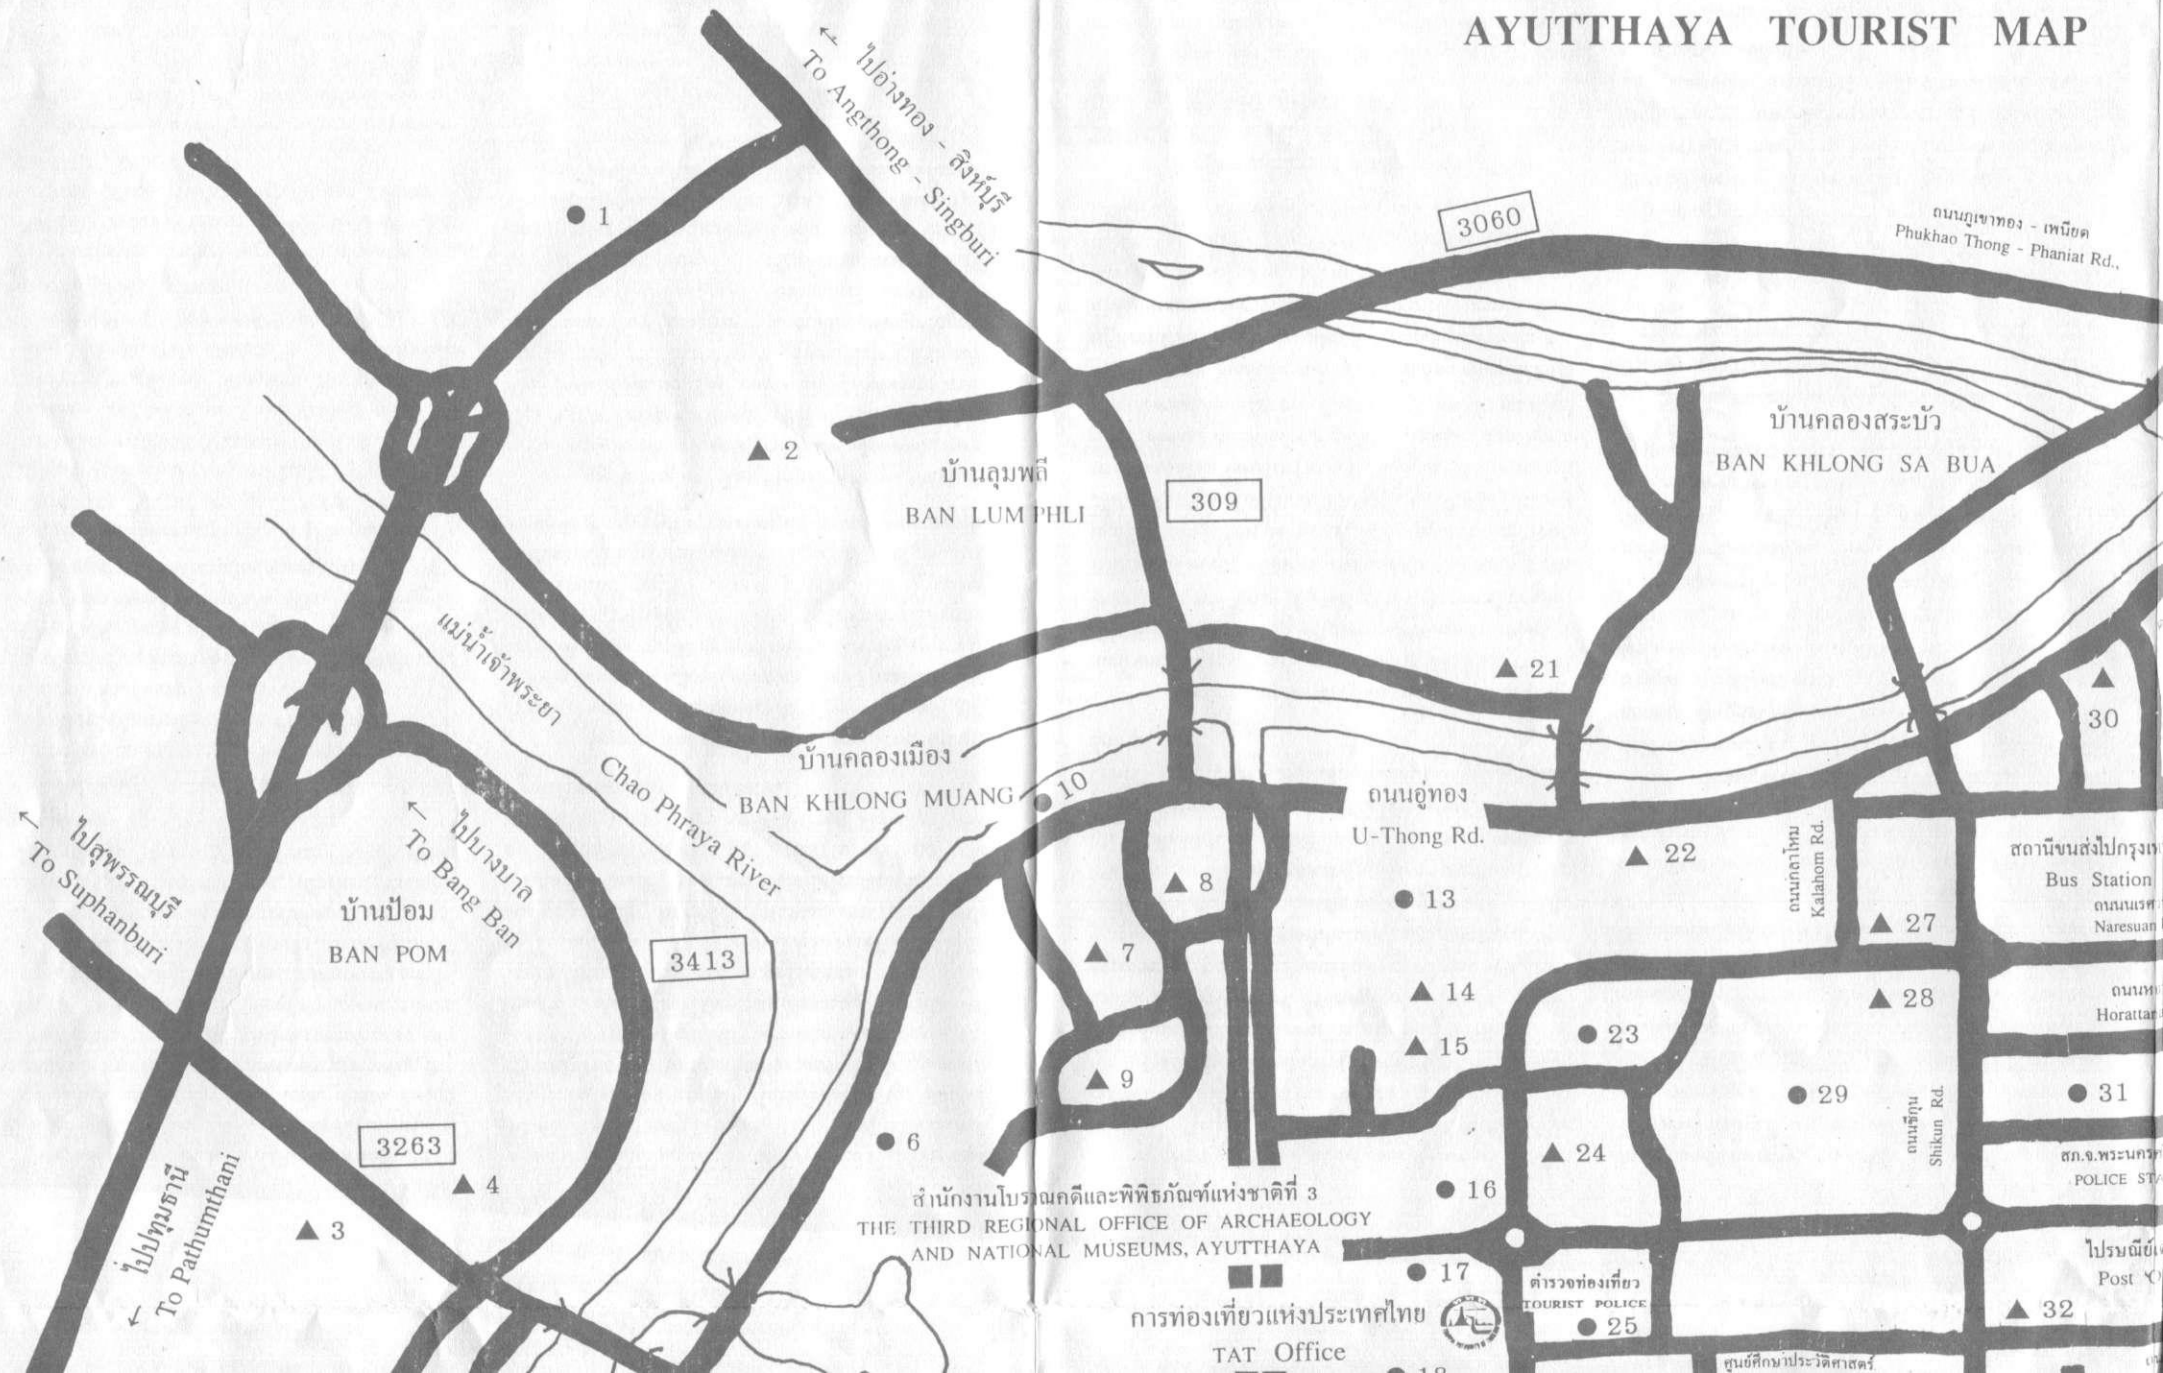 AYUTTHAYA TOURIST MAP
← ไปอ่างทอง - สิงห์บุรี
To Angthong - Singburi
1
3060
ถนนภูเขาทอง - เพนียด
Phukhao Thong - Phaniat Rd.,
2
บ้านลุมพลี
BAN LUM PHLI
309
บ้านคลองสระบัว
BAN KHLONG SA BUA
แม่น้ำเจ้าพระยา
Chao Phraya River
21
30
บ้านคลองเมือง
BAN KHLONG MUANG
10
ถนนอู่ทอง
U-Thong Rd.
← ไปสุพรรณบุรี
To Suphanburi
← ไปบางบาล
To Bang Ban
บ้านป้อม
BAN POM
3413
8
13
22
ถนนกลาโหม
Kalahom Rd.
สถานีขนส่งไปกรุงเท
Bus Station
ถนนนเรศว
Naresuan
27
7
14
28
ถนนห
Horattan
15
23
9
29
31
ถนนชีกุน
Shikun Rd.
3263
6
24
สภ.จ.พระนคร
POLICE STA
4
16
3
ไปปทุมธานี
← To Pathumthani
สำนักงานโบราณคดีและพิพิธภัณฑ์แห่งชาติที่ 3
THE THIRD REGIONAL OFFICE OF ARCHAEOLOGY
AND NATIONAL MUSEUMS, AYUTTHAYA
17
ตำรวจท่องเที่ยว
TOURIST POLICE
25
ไปรษณีย์
Post O
32
การท่องเที่ยวแห่งประเทศไทย
TAT Office
18
ศูนย์ศึกษาประวัติศาสตร์